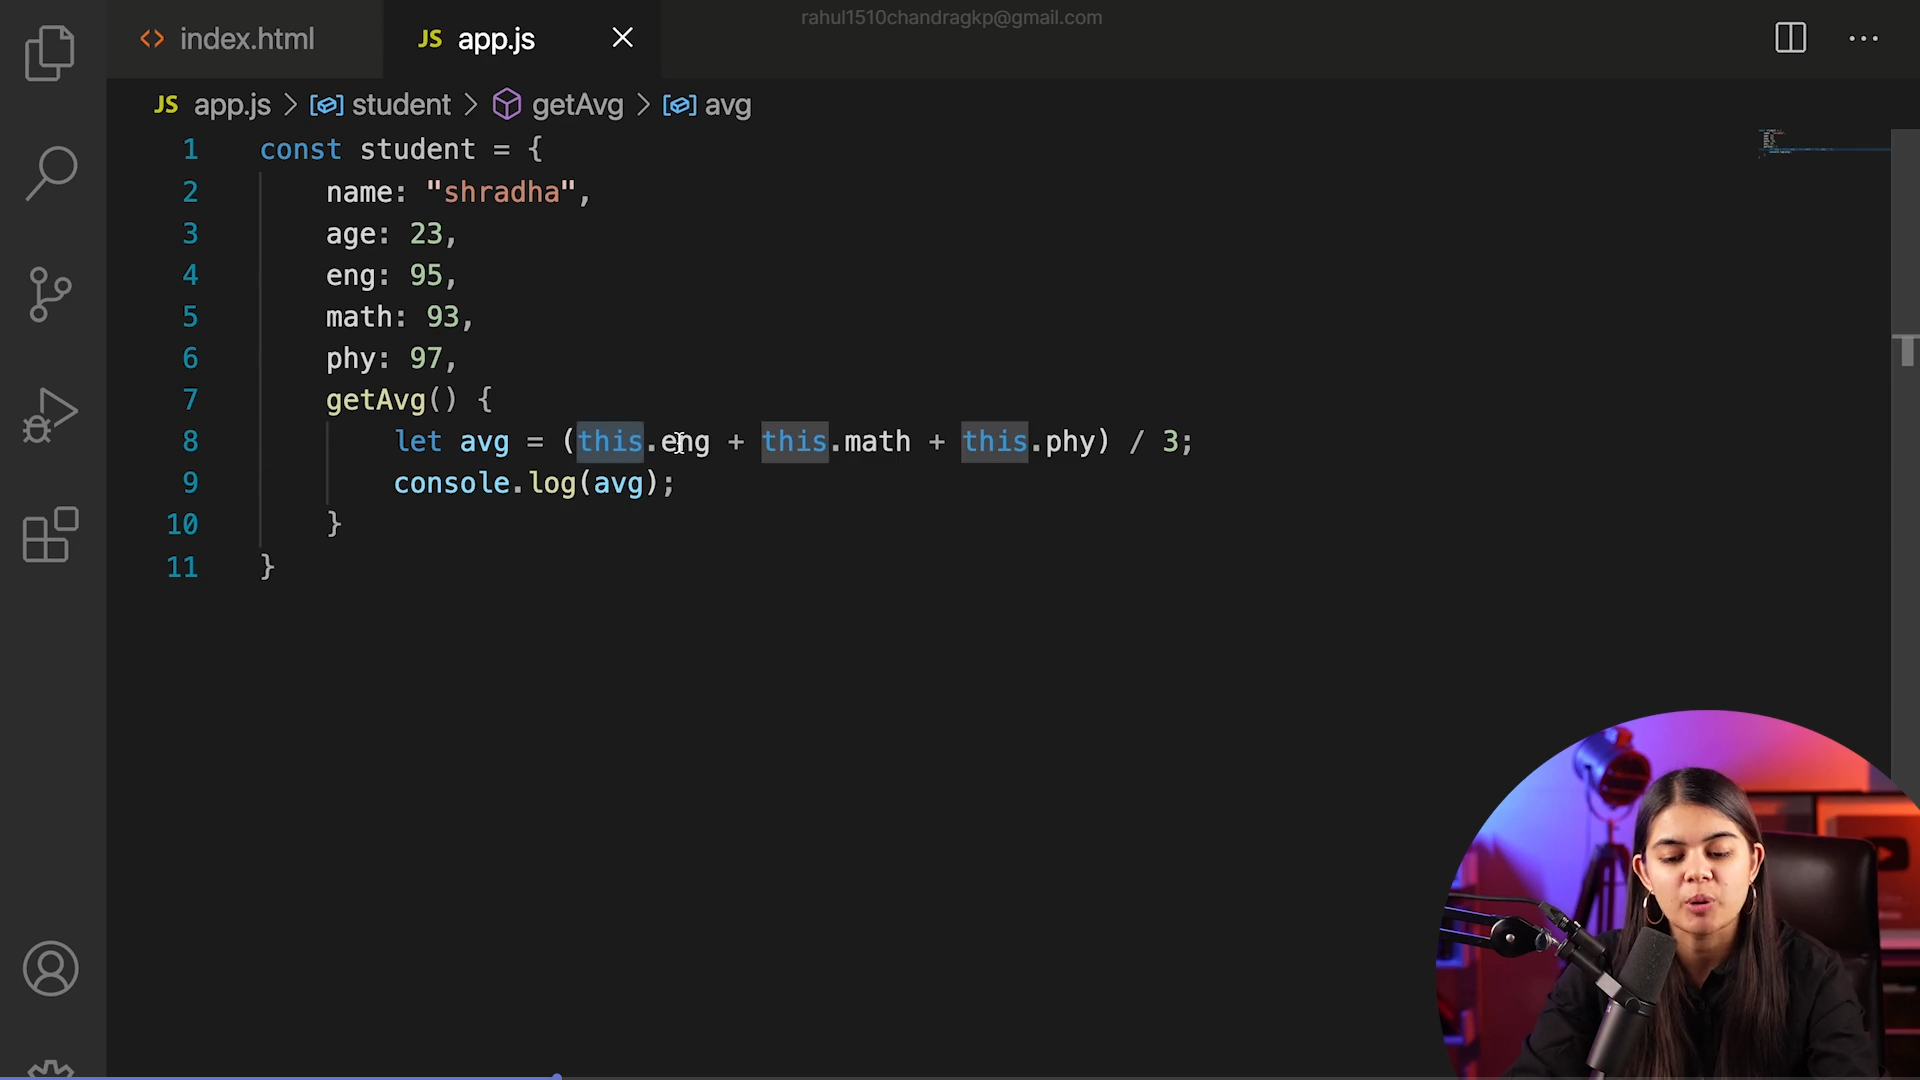 rahul1510chandragkp@gmail.com
index.html
JS app.js
JS app.js > student > getAvg > avg
1 const student = {
2 name: "shradha",
3 age: 23,
4 eng: 95,
5 math: 93,
6 phy: 97,
7 getAvg() {
8 let avg = (this.eng + this.math + this.phy) / 3;
9 console.log(avg);
10 }
11 }